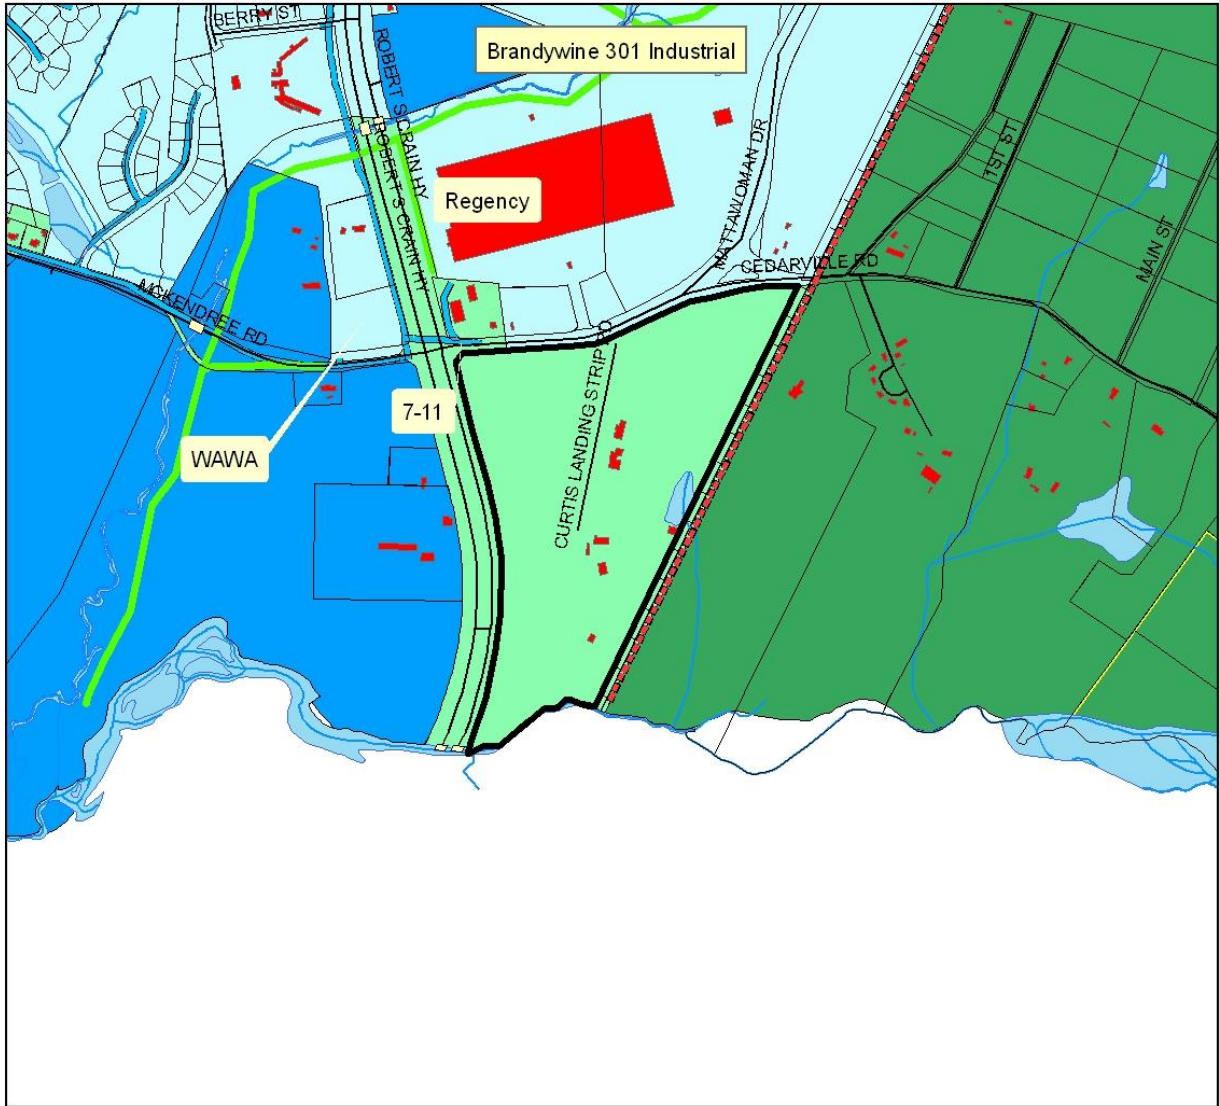 BERRY ST
ROBERT S CRAIN HY
Brandywine 301 Industrial
ROBERT S CRAIN HY
1ST ST
MATTAWOMAN DR
Regency
MAIN ST
CEDARVILLE RD
MCKENDREE RD
CURTIS LANDING STRIP
7-11
WAWA